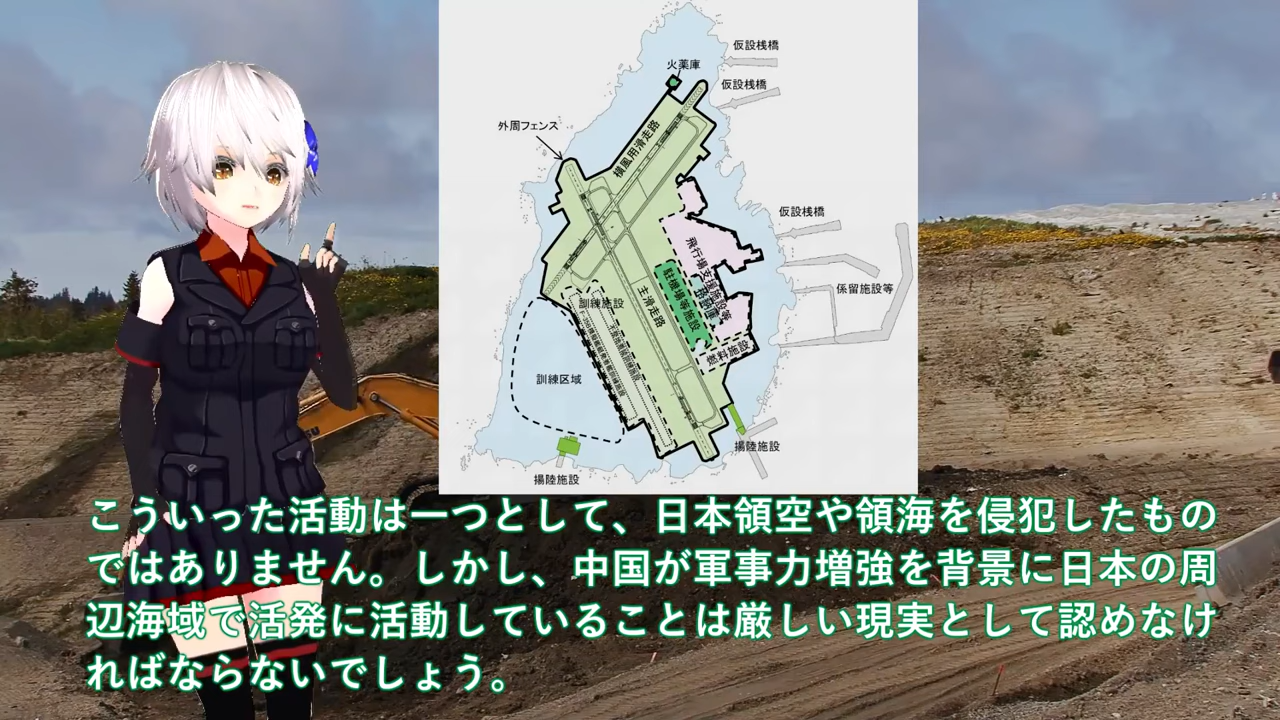 仮設桟橋
火薬庫
仮設桟橋
外周フェンス
横風用滑走路
仮設桟橋
飛行場支援施設等
駐機場等施設
係留施設等
訓練施設
主滑走路
燃料施設
訓練区域
揚陸施設
揚陸施設
こういった活動は一つとして、日本領空や領海を侵犯したもの
ではありません。しかし、中国が軍事力増強を背景に日本の周
辺海域で活発に活動していることは厳しい現実として認めなけ
ればならないでしょう。